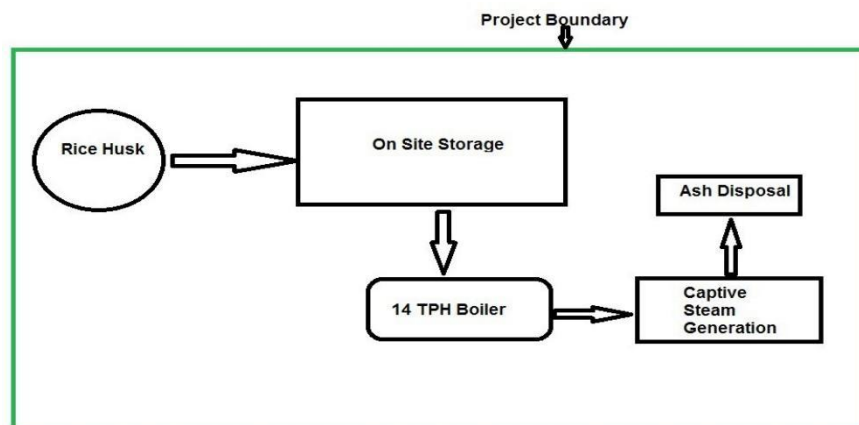 Project Boundary
Rice Husk
On Site Storage
Ash Disposal
14 TPH Boiler
Captive
Steam
Generation